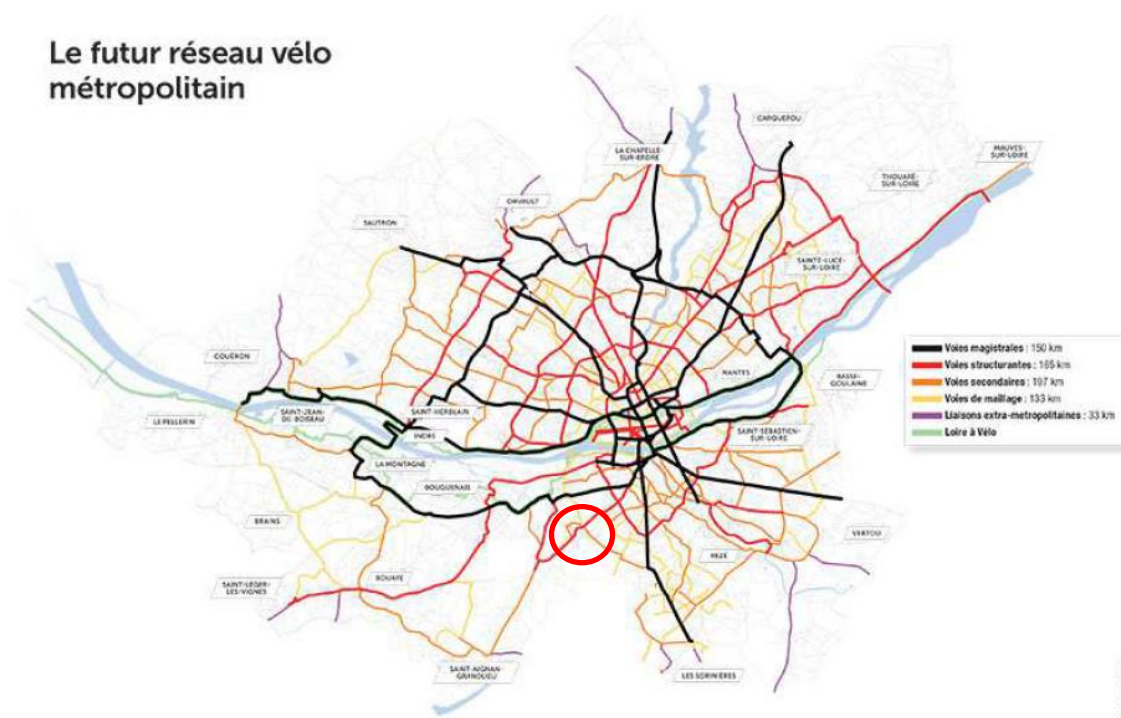 Le futur réseau vélo
métropolitain
CARQUEFOU
LA CHAPELLE-
SUR-ERDRE
MAUVES-
SUR-LOIRE
THOUARÉ-
SUR-LOIRE
ORVAULT
SAUTRON
SAINTE-LUCE-
SUR-LOIRE
Voies magistrales : 150 km
Voies structurantes : 165 km
Voies secondaires : 197 km
Voies de maillage : 133 km
Liaisons extra-metropolitaines : 33 km
Loire à Vélo
COUËRON
NANTES
BASSE-
GOULAINE
LE PELLERIN
SAINT-JEAN-
DE-BOISEAU
SAINT-HERBLAIN
INDRE
SAINT-SÉBASTIEN-
SUR-LOIRE
LA MONTAGNE
BOUGUENAIS
BRAINS
VERTOU
REZÉ
BOUAYE
SAINT-LÉGER-
LES-VIGNES
SAINT-AIGNAN-
GRANDLIEU
LES SORINIÈRES